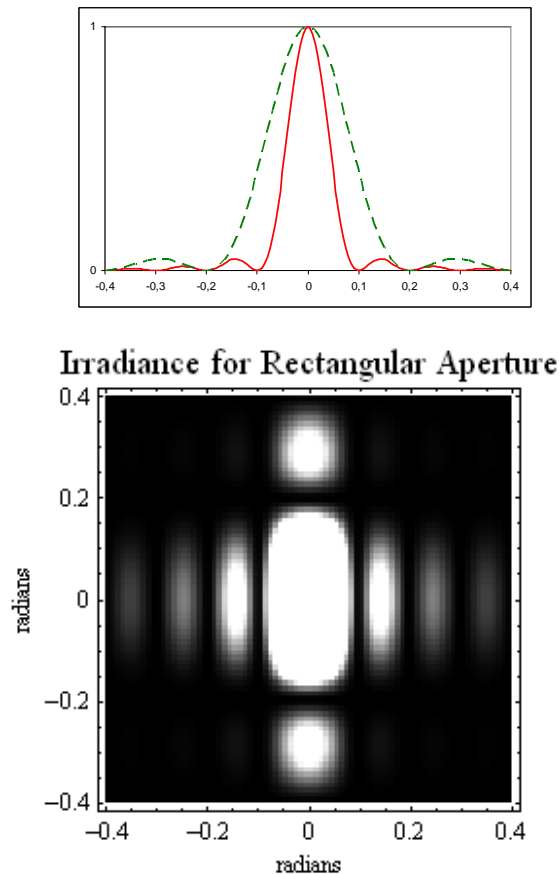 1
0
-0,4 -0,3 -0,2 -0,1 0 0,1 0,2 0,3 0,4
Irradiance for Rectangular Aperture
0.4
0.2
0
−0.2
−0.4
radians
−0.4 −0.2 0 0.2 0.4
radians